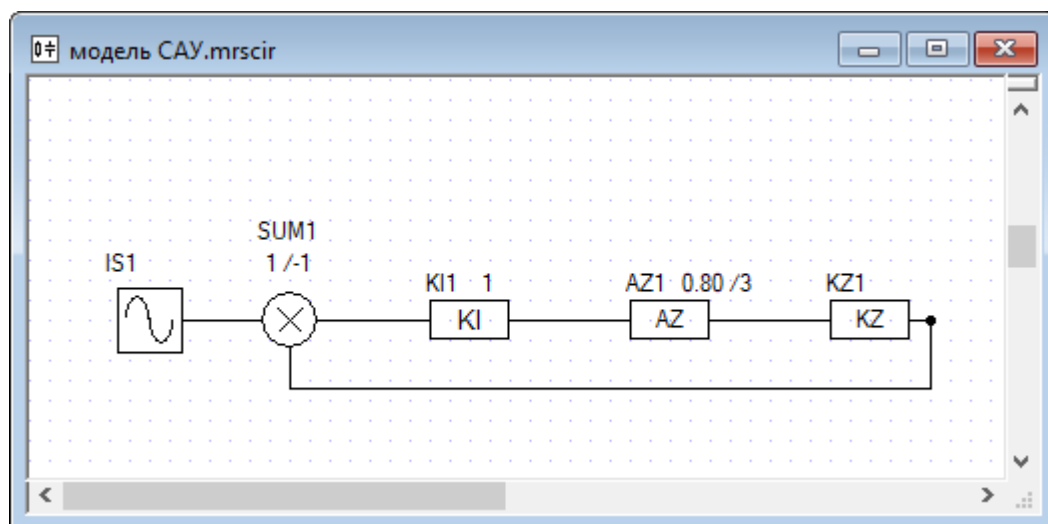 модель САУ.mrscir
SUM1
1 /-1
IS1
KI1 1
AZ1 0.80 /3
KZ1
KI
AZ
KZ